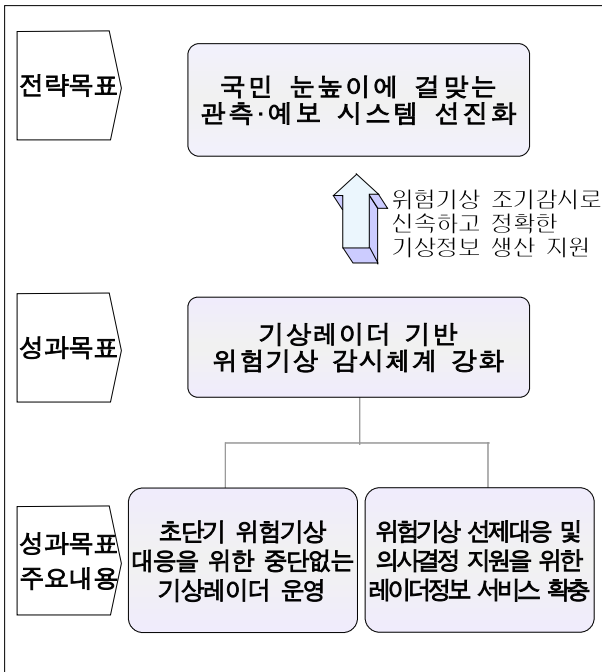 전략목표
국민 눈높이에 걸맞는
관측·예보 시스템 선진화
위험기상 조기감시로
신속하고 정확한
기상정보 생산 지원
성과목표
기상레이더 기반
위험기상 감시체계 강화
성과목표
주요내용
초단기 위험기상
대응을 위한 중단없는
기상레이더 운영
위험기상 선제대응 및
의사결정 지원을 위한
레이더정보 서비스 확충